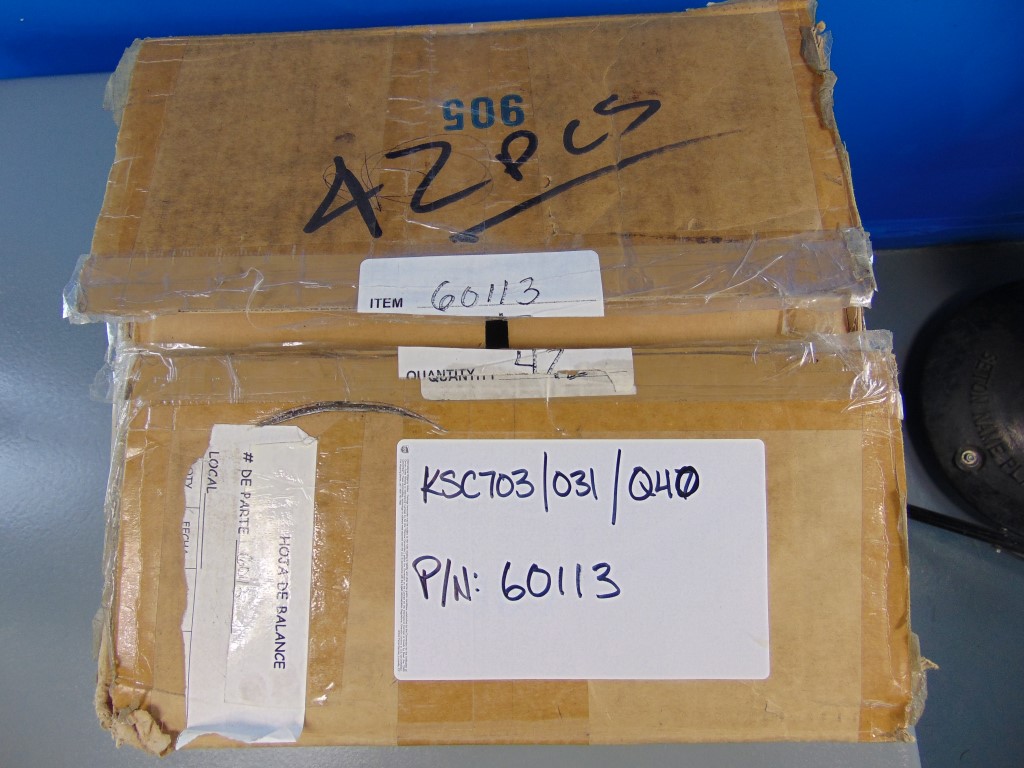 905
42 PCS
ITEM 60113
QUANTITY 42
KSC703/031/Q40
P/N: 60113
HOJA DE BALANCE
# DE PARTE
LOCAL